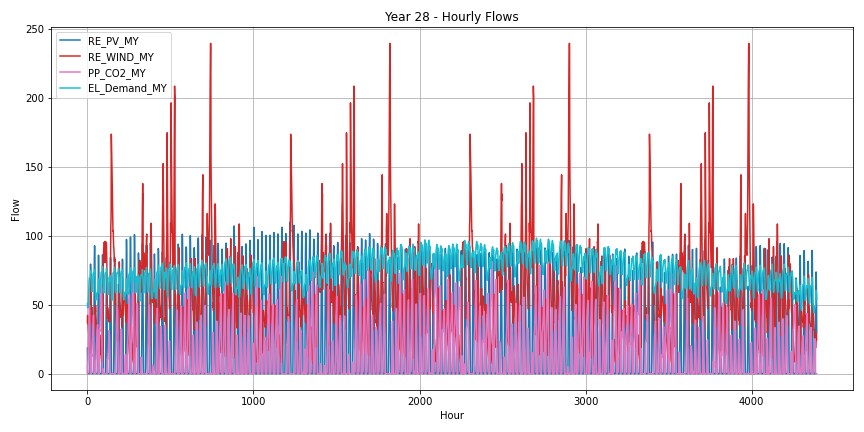 Year 28 - Hourly Flows
250
200
150
100
50
0
Flow
RE_PV_MY
RE_WIND_MY
PP_CO2_MY
EL_Demand_MY
0 1000 2000 3000 4000
Hour